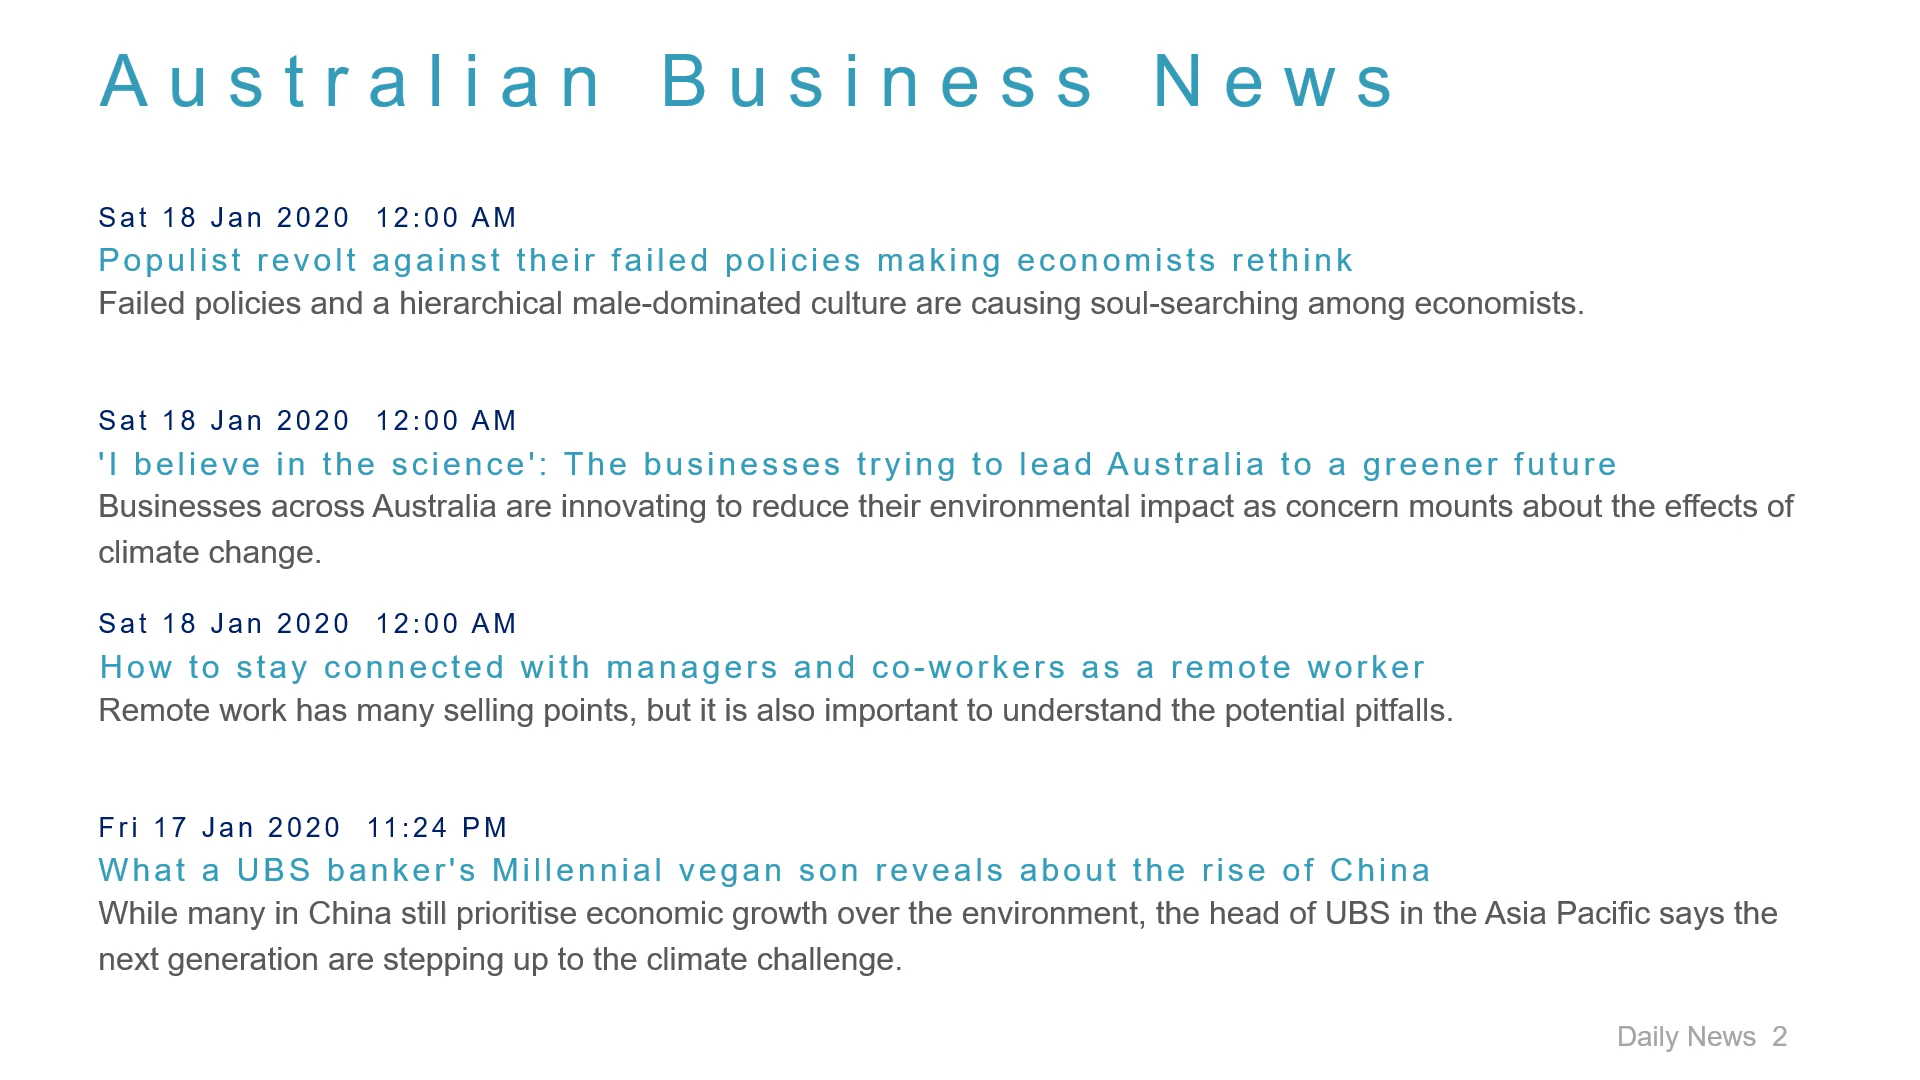 Australian Business News
Sat 18 Jan 2020  12:00 AM
Populist revolt against their failed policies making economists rethink
Failed policies and a hierarchical male-dominated culture are causing soul-searching among economists.
Sat 18 Jan 2020  12:00 AM
'I believe in the science': The businesses trying to lead Australia to a greener future
Businesses across Australia are innovating to reduce their environmental impact as concern mounts about the effects of
climate change.
Sat 18 Jan 2020  12:00 AM
How to stay connected with managers and co-workers as a remote worker
Remote work has many selling points, but it is also important to understand the potential pitfalls.
Fri 17 Jan 2020  11:24 PM
What a UBS banker's Millennial vegan son reveals about the rise of China
While many in China still prioritise economic growth over the environment, the head of UBS in the Asia Pacific says the
next generation are stepping up to the climate challenge.
Daily News  2